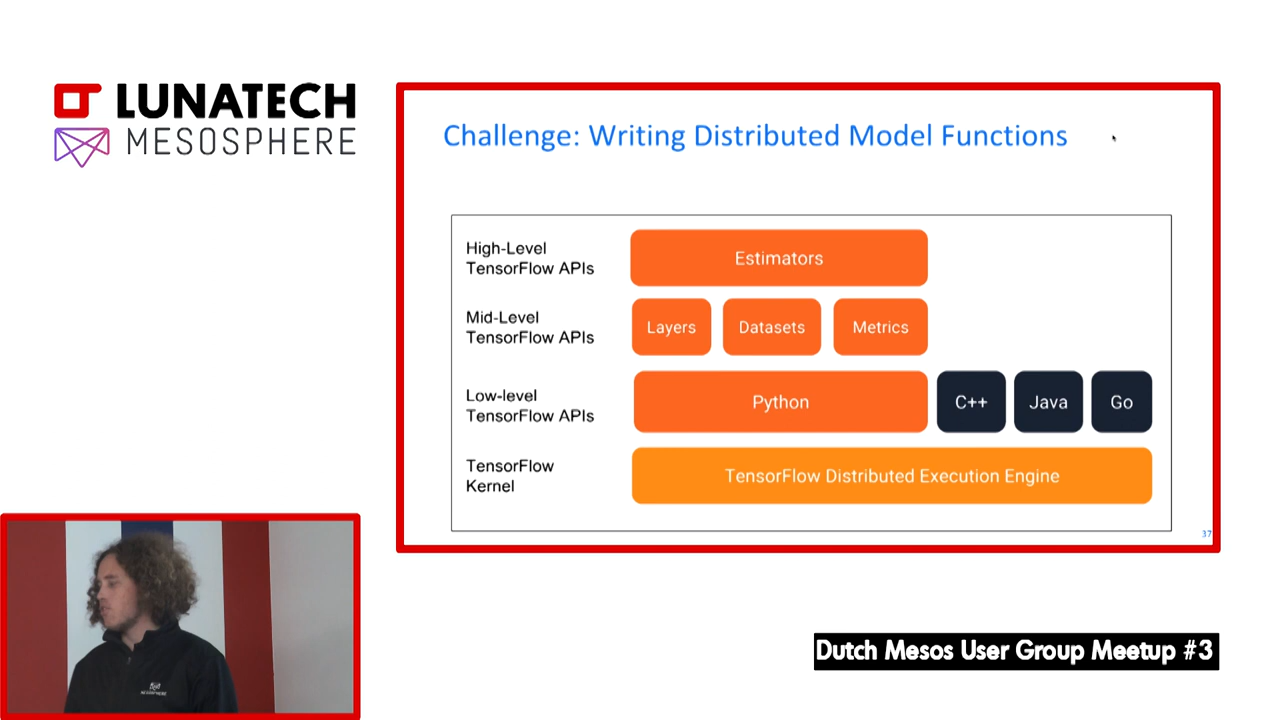 LUNATECH
MESOSPHERE
Challenge: Writing Distributed Model Functions
High-Level
TensorFlow APIs
Estimators
Mid-Level
TensorFlow APIs
Layers
Datasets
Metrics
Low-level
TensorFlow APIs
Python
C++
Java
Go
TensorFlow
Kernel
TensorFlow Distributed Execution Engine
37
MESOSPHERE
Dutch Mesos User Group Meetup #3